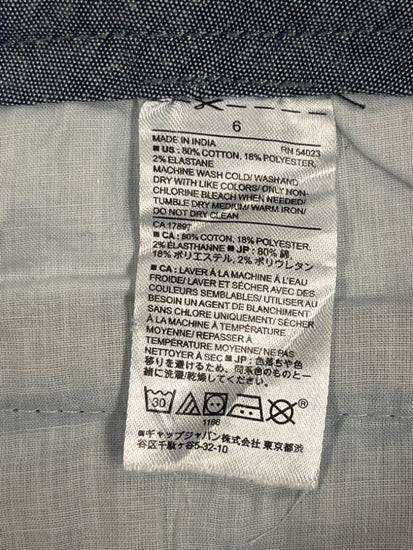 6
MADE IN INDIA RN 54023
■ US: 80% COTTON, 18% POLYESTER,
2% ELASTANE
MACHINE WASH COLD/ WASH AND
DRY WITH LIKE COLORS/ ONLY NON-
CHLORINE BLEACH WHEN NEEDED/
TUMBLE DRY MEDIUM/ WARM IRON/
DO NOT DRY CLEAN
CA 17897
■ CA: 80% COTON, 18% POLYESTER,
2% ÉLASTHANNE ■ JP: 80% 綿,
18% ポリエステル, 2% ポリウレタン
■ CA: LAVER À LA MACHINE À L'EAU
FROIDE/ LAVER ET SÉCHER AVEC DES
COULEURS SEMBLABLES/ UTILISER AU
BESOIN UN AGENT DE BLANCHIMENT
SANS CHLORE UNIQUEMENT/ SÉCHER
À LA MACHINE À TEMPÉRATURE
MOYENNE/ REPASSER À
TEMPÉRATURE MOYENNE/ NE PAS
NETTOYER À SEC ■ JP: 色落ちや色
移りを避けるため、同系色のものと一
緒に洗濯/乾燥してください。
30
1186
■ギャップジャパン株式会社 東京都渋
谷区千駄ヶ谷5-32-10